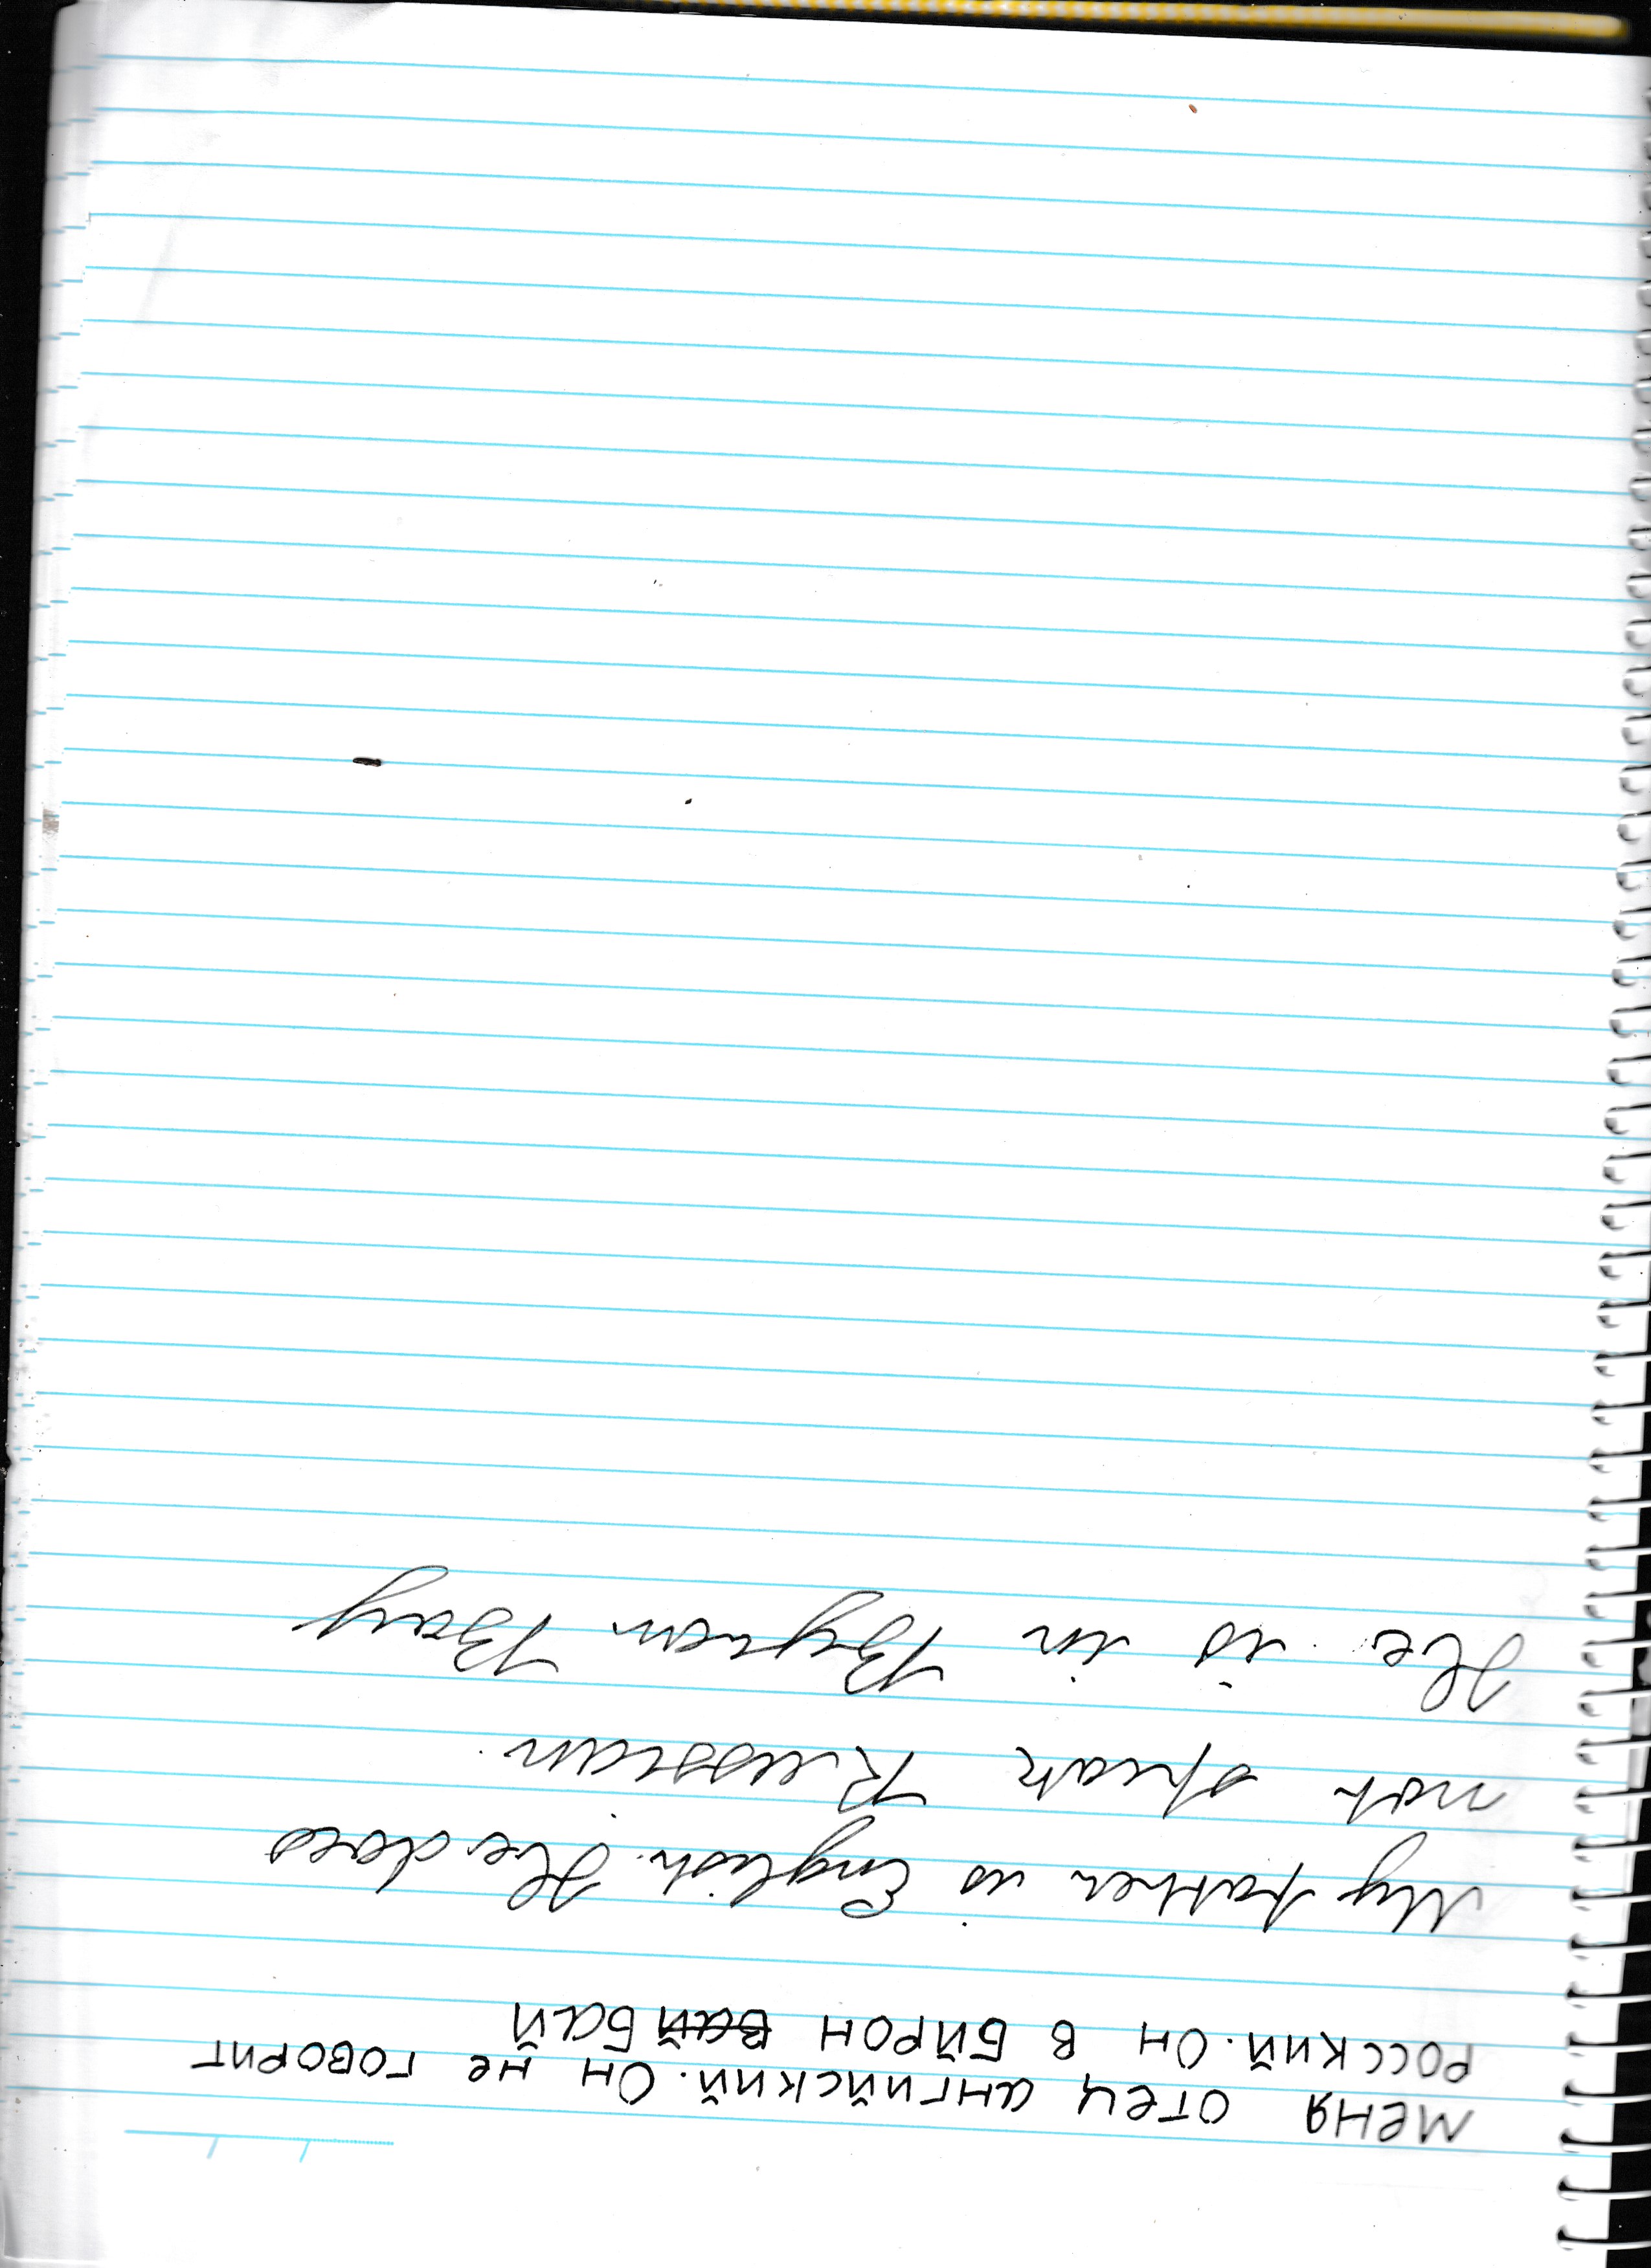 меня отец ангийский. Он не говорит
росский. Он в Бйрон вай Бай
My father is English. He does
not speak Russian.
He is in Byron Bay